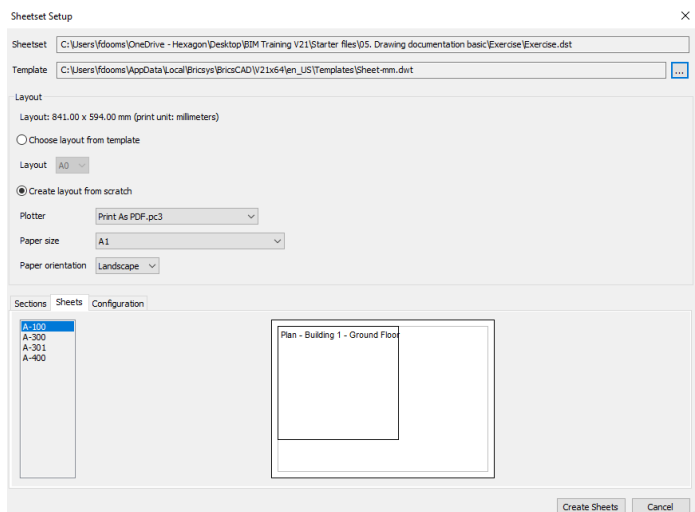 Sheetset Setup
Sheetset C:\Users\fdooms\OneDrive - Hexagon\Desktop\BIM Training V21\Starter files\05. Drawing documentation basic\Exercise\Exercise.dst
Template C:\Users\fdooms\AppData\Local\Bricsys\BricsCAD\V21x64\en_US\Templates\Sheet-mm.dwt ...
Layout
Layout: 841.00 x 594.00 mm (print unit: millimeters)
Choose layout from template
Layout A0
Create layout from scratch
Plotter Print As PDF.pc3
Paper size A1
Paper orientation Landscape
Sections Sheets Configuration
A-100
A-300
A-301
A-400
Plan - Building 1 - Ground Floor
Create Sheets Cancel